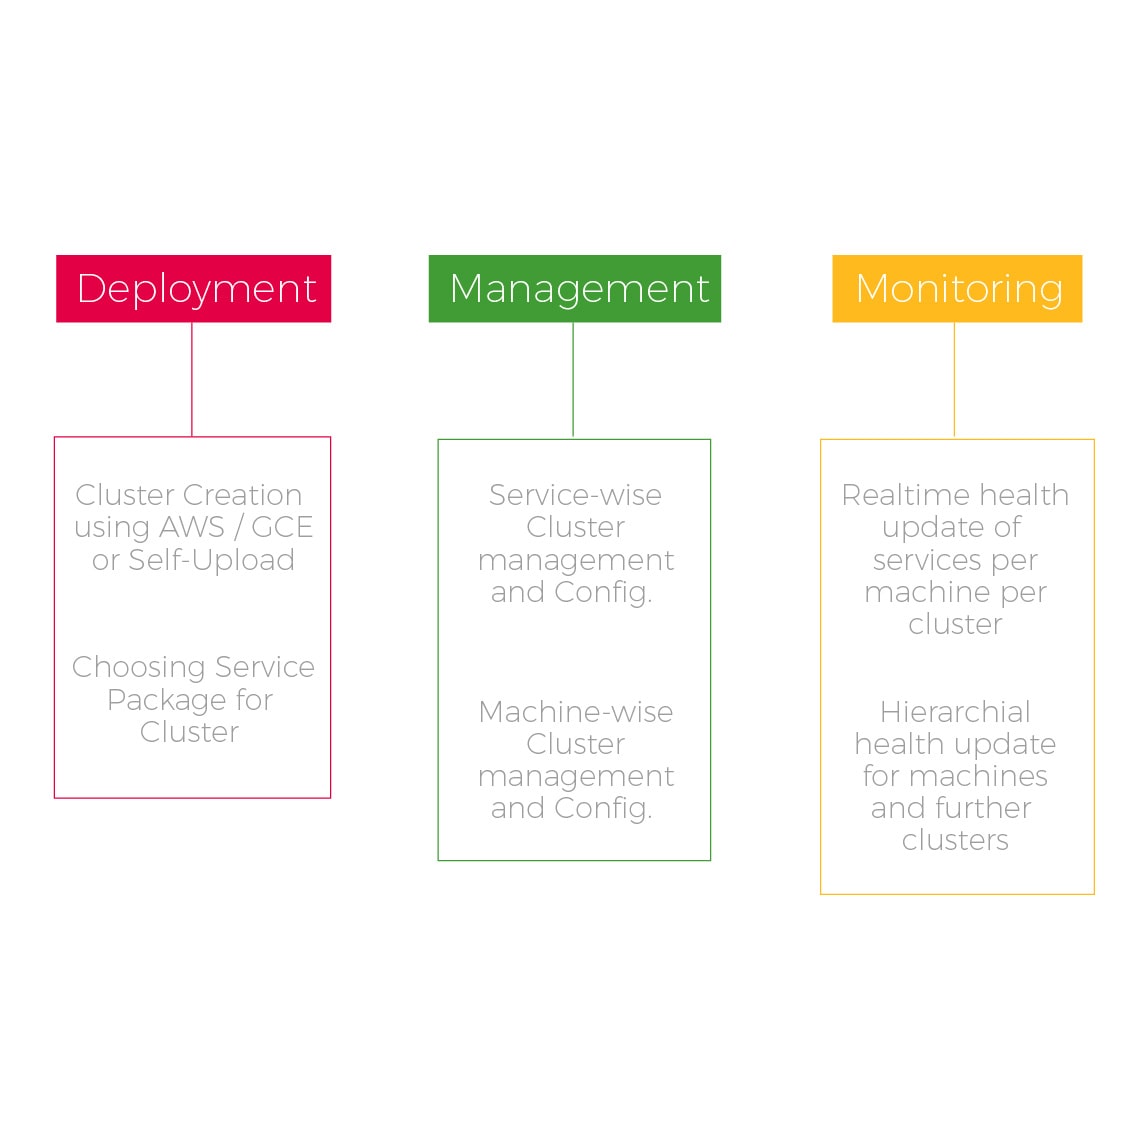 Deployment
Cluster Creation
using AWS / GCE
or Self-Upload
Choosing Service
Package for
Cluster
Management
Service-wise
Cluster
management
and Config.
Machine-wise
Cluster
management
and Config.
Monitoring
Realtime health
update of
services per
machine per
cluster
Hierarchial
health update
for machines
and further
clusters